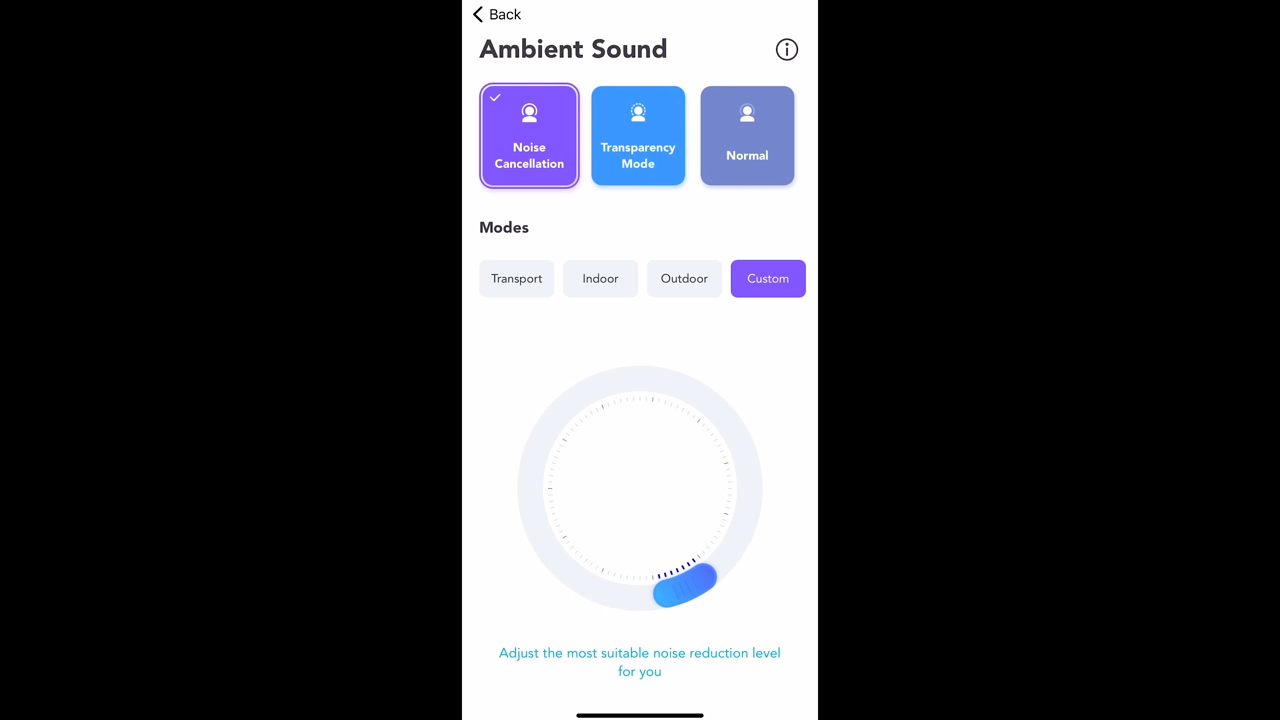 Back
Ambient Sound
Noise
Cancellation
Transparency
Mode
Normal
Modes
Transport
Indoor
Outdoor
Custom
Adjust the most suitable noise reduction level
for you